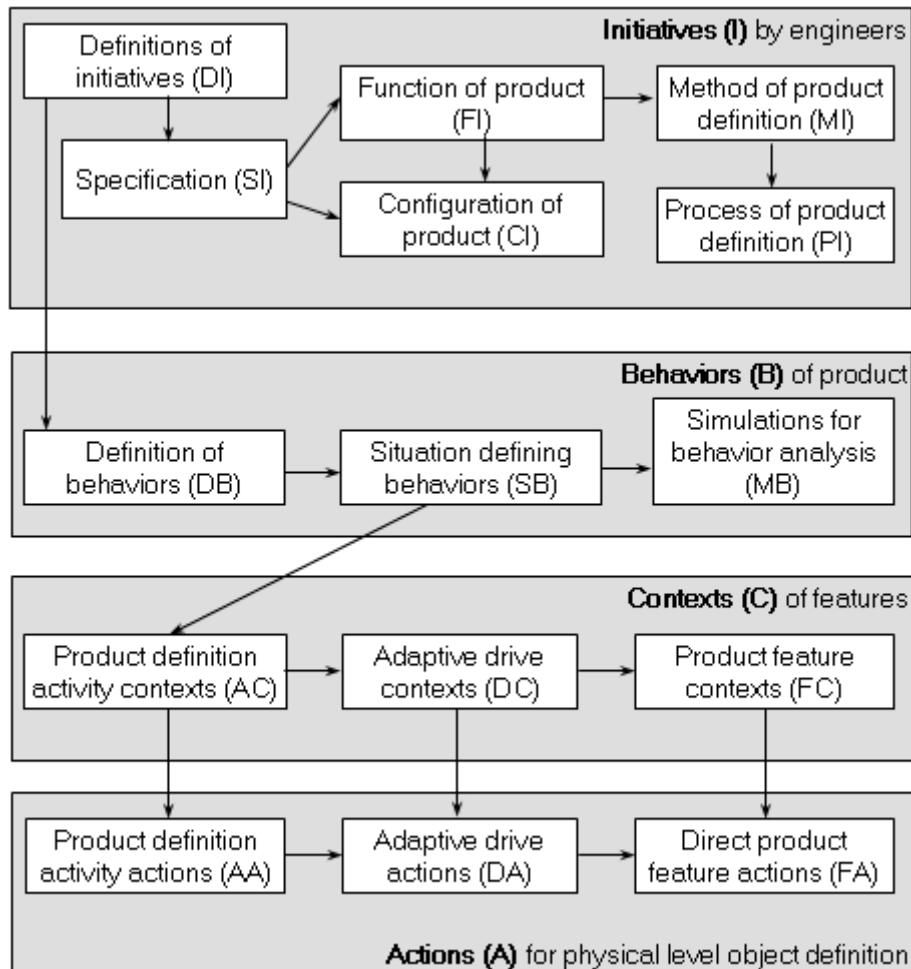 Initiatives (I) by engineers
Definitions of
initiatives (DI)
Function of product
(FI)
Method of product
definition (MI)
Specification (SI)
Configuration of
product (CI)
Process of product
definition (PI)
Behaviors (B) of product
Definition of
behaviors (DB)
Situation defining
behaviors (SB)
Simulations for
behavior analysis
(MB)
Contexts (C) of features
Product definition
activity contexts (AC)
Adaptive drive
contexts (DC)
Product feature
contexts (FC)
Product definition
activity actions (AA)
Adaptive drive
actions (DA)
Direct product
feature actions (FA)
Actions (A) for physical level object definition